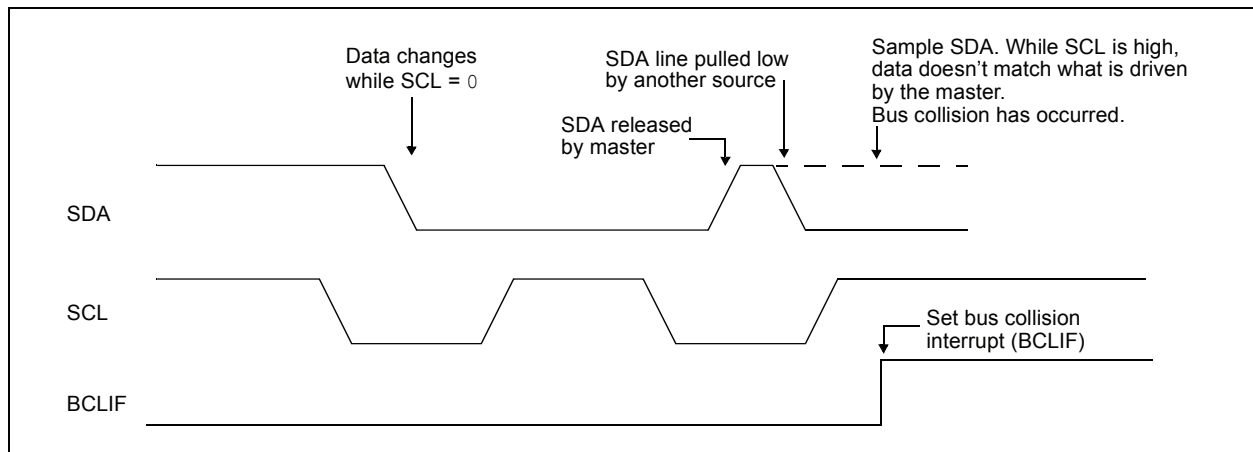 Data changes
while SCL = 0
SDA line pulled low
by another source
Sample SDA. While SCL is high,
data doesn’t match what is driven
by the master.
Bus collision has occurred.
SDA released
by master
SDA
SCL
Set bus collision
interrupt (BCLIF)
BCLIF